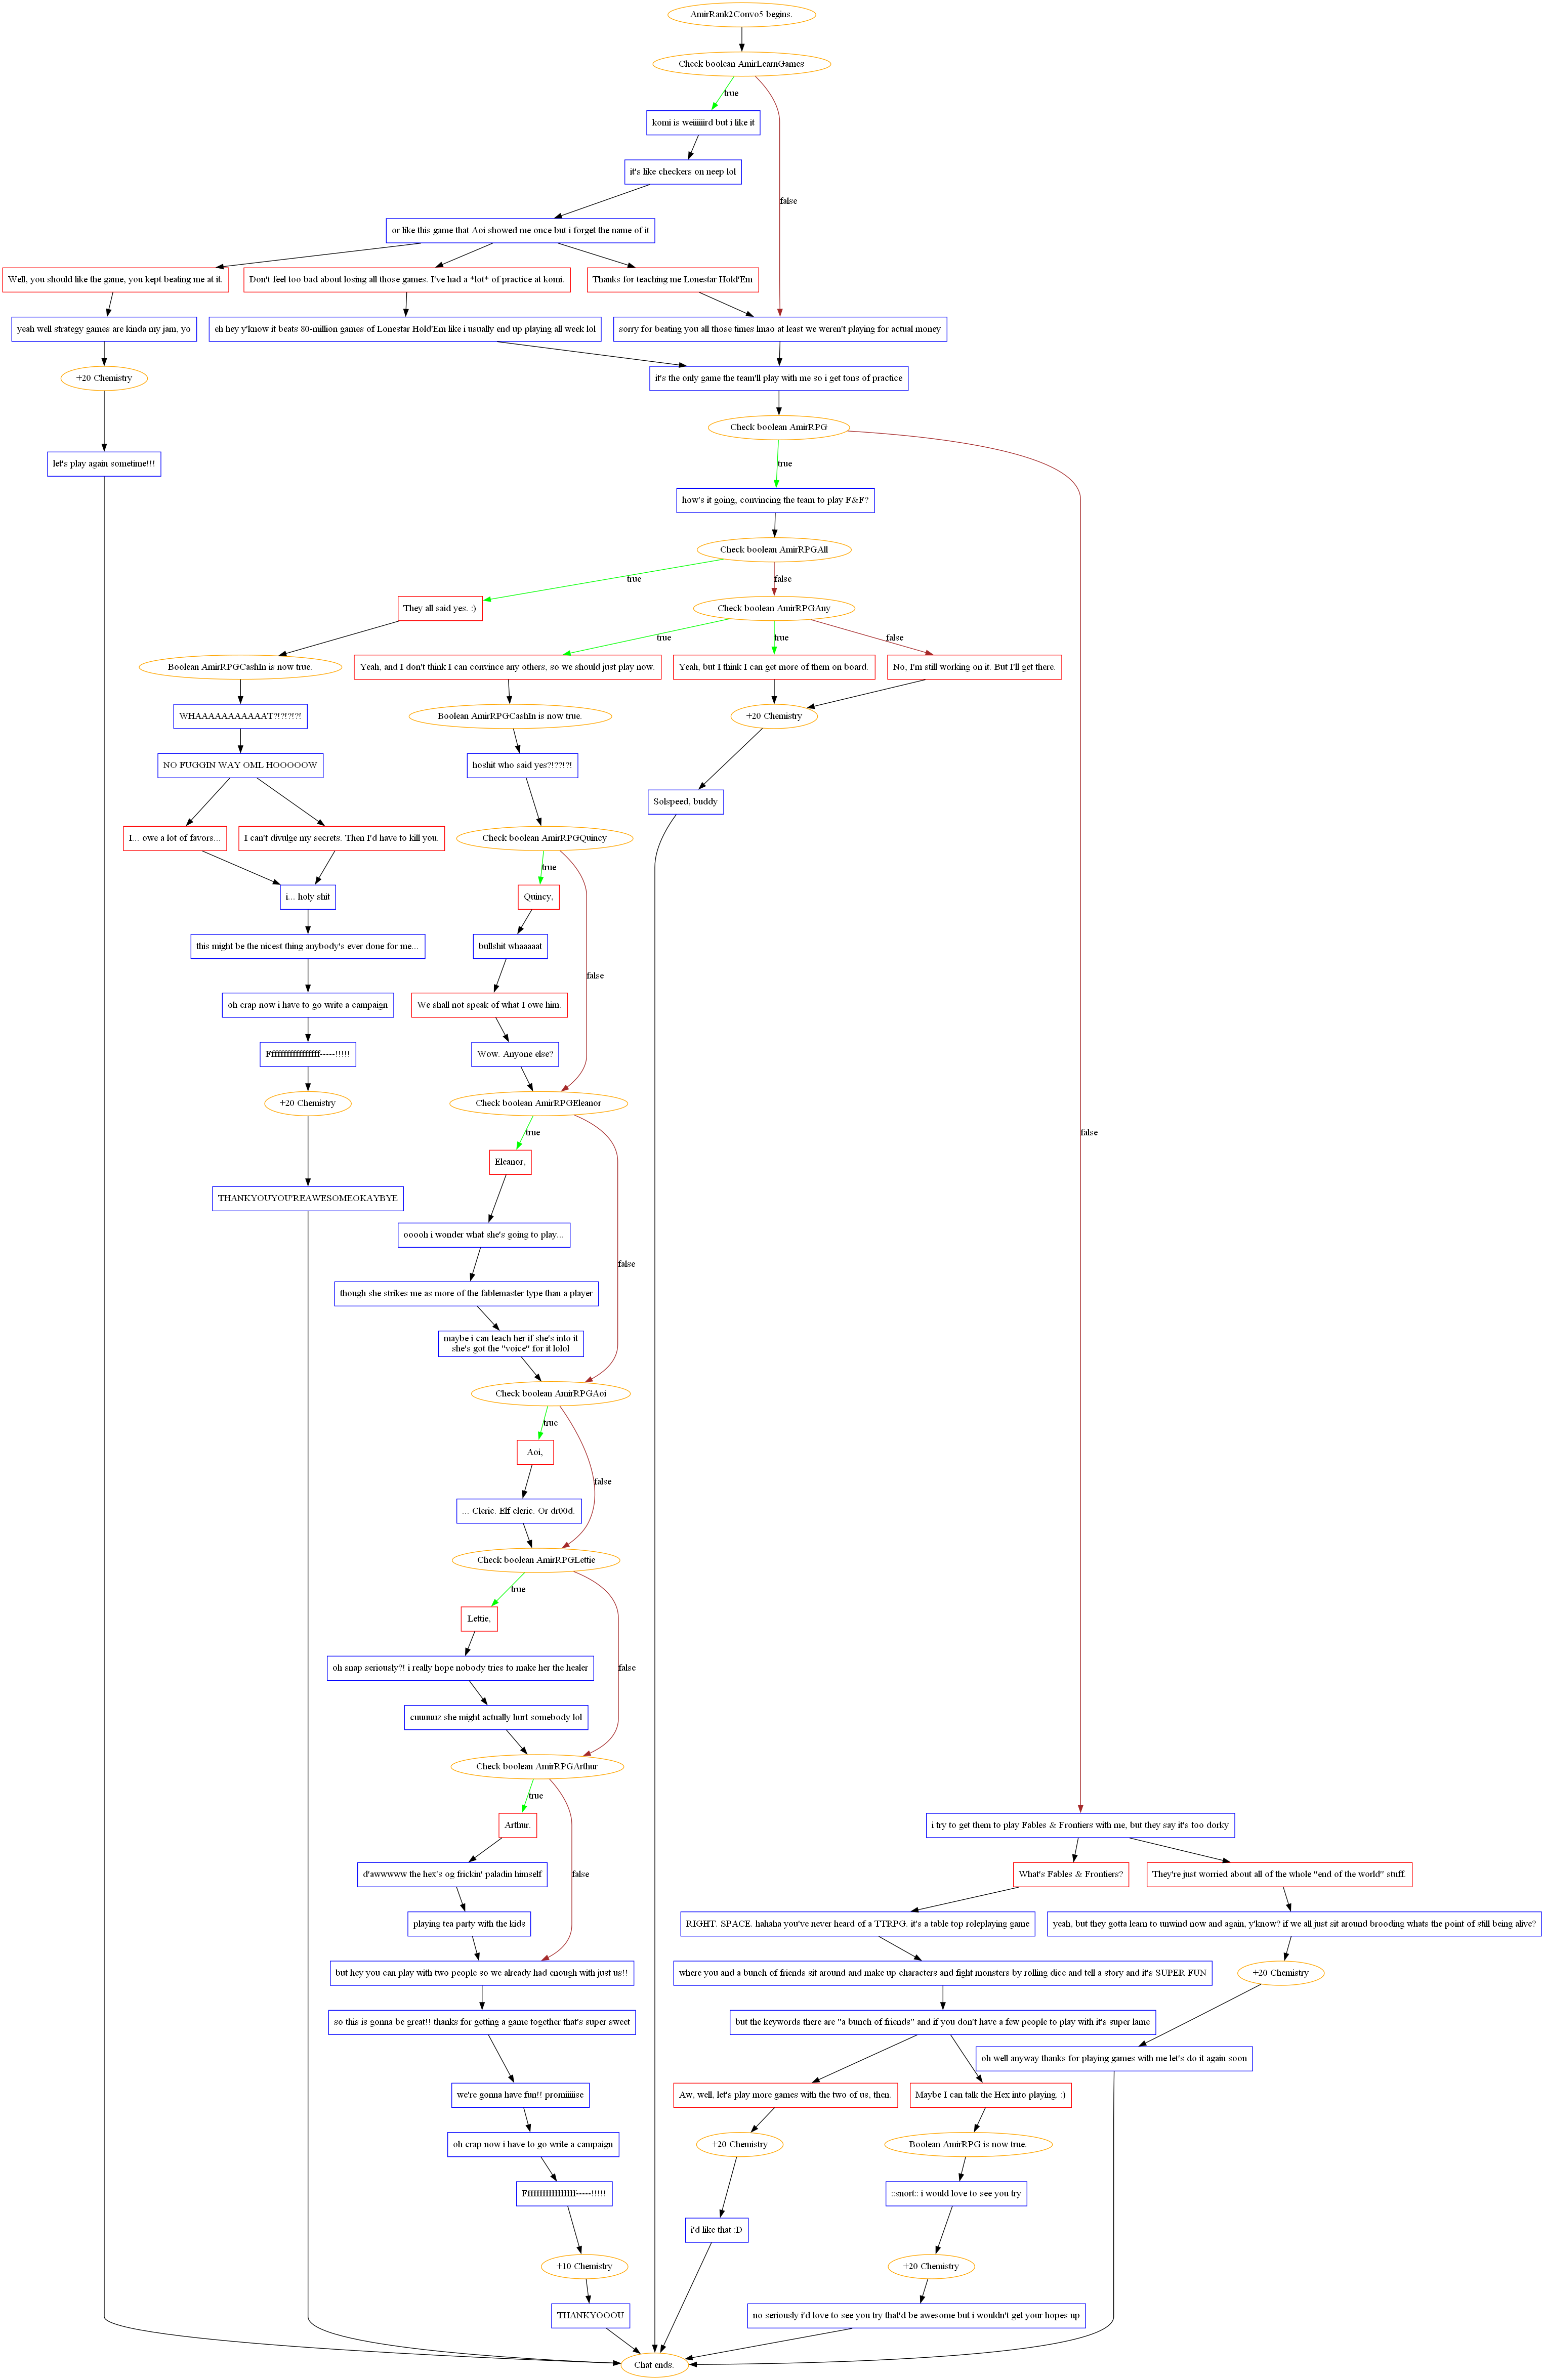 AmirRank2Convo5 begins.
Check boolean AmirLearnGames
true
komi is weiiiiiird but i like it
it's like checkers on neep lol
false
or like this game that Aoi showed me once but i forget the name of it
Well, you should like the game, you kept beating me at it.
Don't feel too bad about losing all those games. I've had a *lot* of practice at komi.
Thanks for teaching me Lonestar Hold'Em
yeah well strategy games are kinda my jam, yo
eh hey y'know it beats 80-million games of Lonestar Hold'Em like i usually end up playing all week lol
sorry for beating you all those times lmao at least we weren't playing for actual money
+20 Chemistry
it's the only game the team'll play with me so i get tons of practice
Check boolean AmirRPG
let's play again sometime!!!
true
how's it going, convincing the team to play F&F?
Check boolean AmirRPGAll
true
false
They all said yes. :)
Check boolean AmirRPGAny
true
true
false
Boolean AmirRPGCashIn is now true.
Yeah, and I don't think I can convince any others, so we should just play now.
Yeah, but I think I can get more of them on board.
No, I'm still working on it. But I'll get there.
WHAAAAAAAAAAAT?!?!?!?!
Boolean AmirRPGCashIn is now true.
+20 Chemistry
NO FUGGIN WAY OML HOOOOOW
hoshit who said yes?!??!?!
Solspeed, buddy
I... owe a lot of favors...
I can't divulge my secrets. Then I'd have to kill you.
Check boolean AmirRPGQuincy
true
i... holy shit
Quincy,
this might be the nicest thing anybody's ever done for me...
bullshit whaaaaat
false
oh crap now i have to go write a campaign
We shall not speak of what I owe him.
Ffffffffffffffffff-----!!!!!
Wow. Anyone else?
+20 Chemistry
Check boolean AmirRPGEleanor
true
false
Eleanor,
THANKYOUYOU'REAWESOMEOKAYBYE
ooooh i wonder what she's going to play...
false
though she strikes me as more of the fablemaster type than a player
maybe i can teach her if she's into it
she's got the "voice" for it lolol
Check boolean AmirRPGAoi
true
Aoi,
false
... Cleric. Elf cleric. Or dr00d.
Check boolean AmirRPGLettie
true
Lettie,
oh snap seriously?! i really hope nobody tries to make her the healer
false
cuuuuuz she might actually hurt somebody lol
Check boolean AmirRPGArthur
true
Arthur.
i try to get them to play Fables & Frontiers with me, but they say it's too dorky
d'awwwww the hex's og frickin' paladin himself
false
What's Fables & Frontiers?
They're just worried about all of the whole "end of the world" stuff.
playing tea party with the kids
RIGHT. SPACE. hahaha you've never heard of a TTRPG. it's a table top roleplaying game
yeah, but they gotta learn to unwind now and again, y'know? if we all just sit around brooding whats the point of still being alive?
but hey you can play with two people so we already had enough with just us!!
where you and a bunch of friends sit around and make up characters and fight monsters by rolling dice and tell a story and it's SUPER FUN
+20 Chemistry
so this is gonna be great!! thanks for getting a game together that's super sweet
but the keywords there are "a bunch of friends" and if you don't have a few people to play with it's super lame
oh well anyway thanks for playing games with me let's do it again soon
we're gonna have fun!! promiiiiise
Aw, well, let's play more games with the two of us, then.
Maybe I can talk the Hex into playing. :)
oh crap now i have to go write a campaign
+20 Chemistry
Boolean AmirRPG is now true.
Ffffffffffffffffff-----!!!!!
::snort:: i would love to see you try
i'd like that :D
+10 Chemistry
+20 Chemistry
THANKYOOOU
no seriously i'd love to see you try that'd be awesome but i wouldn't get your hopes up
Chat ends.